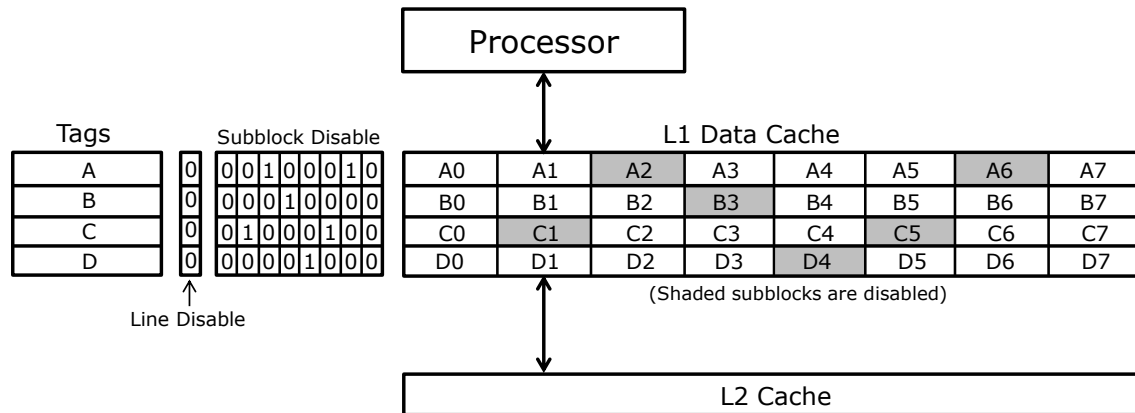 Processor
Tags Subblock Disable L1 Data Cache
A 0 0 0 1 0 0 0 1 0 A0 A1 A2 A3 A4 A5 A6 A7
B 0 0 0 0 1 0 0 0 0 B0 B1 B2 B3 B4 B5 B6 B7
C 0 0 1 0 0 0 1 0 0 C0 C1 C2 C3 C4 C5 C6 C7
D 0 0 0 0 0 1 0 0 0 D0 D1 D2 D3 D4 D5 D6 D7
(Shaded subblocks are disabled)
Line Disable
L2 Cache